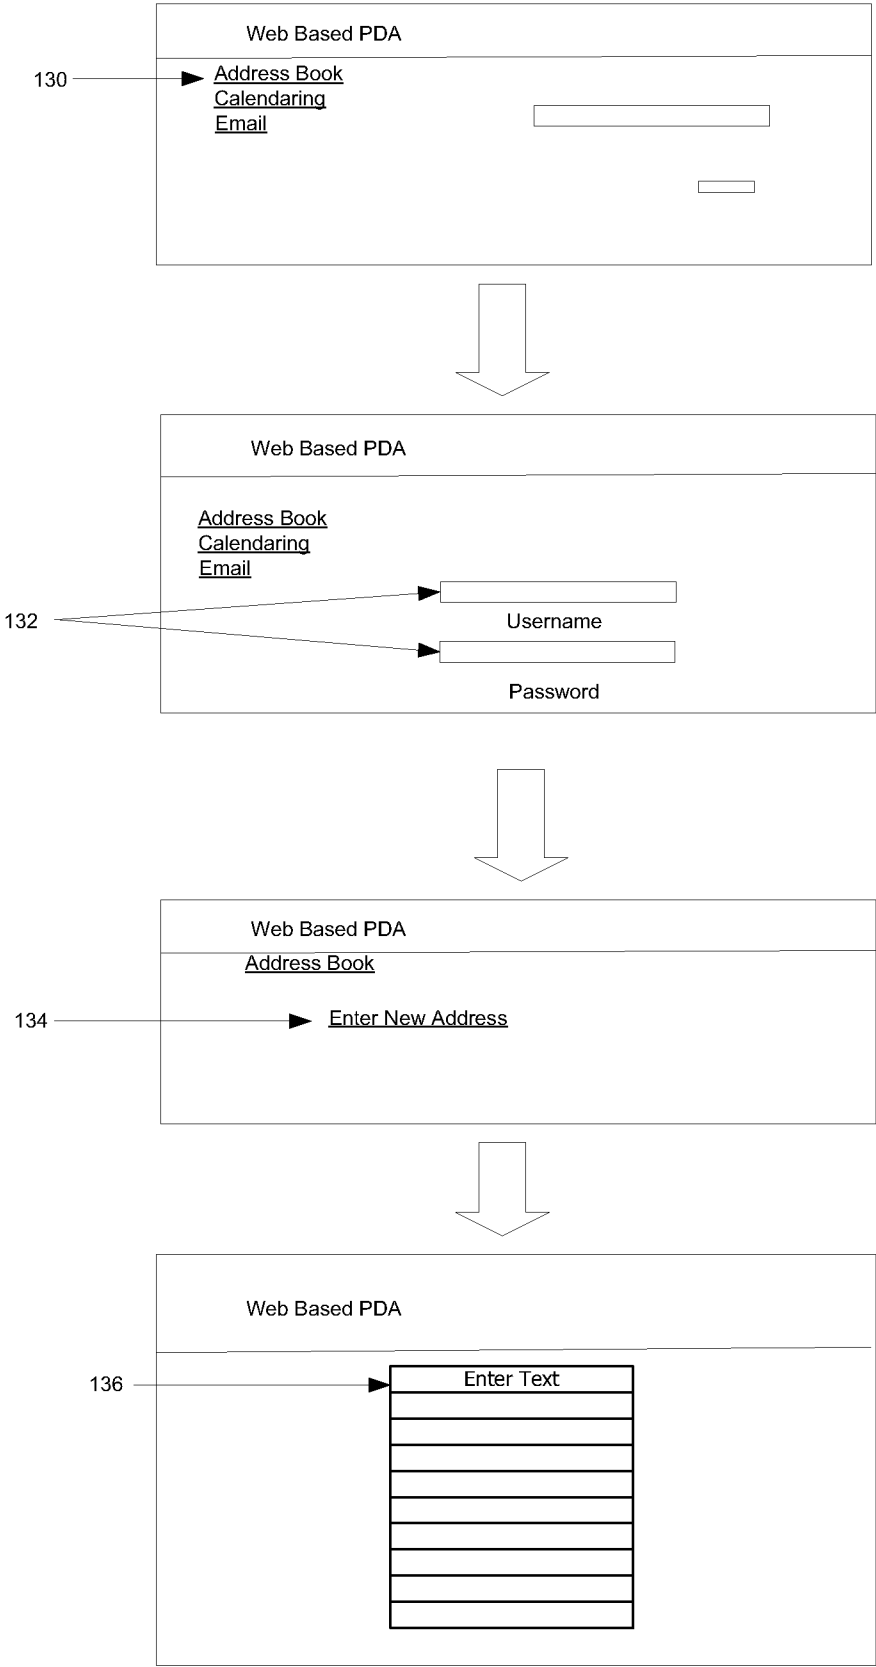 Web Based PDA
130
Address Book
Calendaring
Email
Web Based PDA
Address Book
Calendaring
Email
132
Username
Password
Web Based PDA
Address Book
134
Enter New Address
Web Based PDA
136
Enter Text